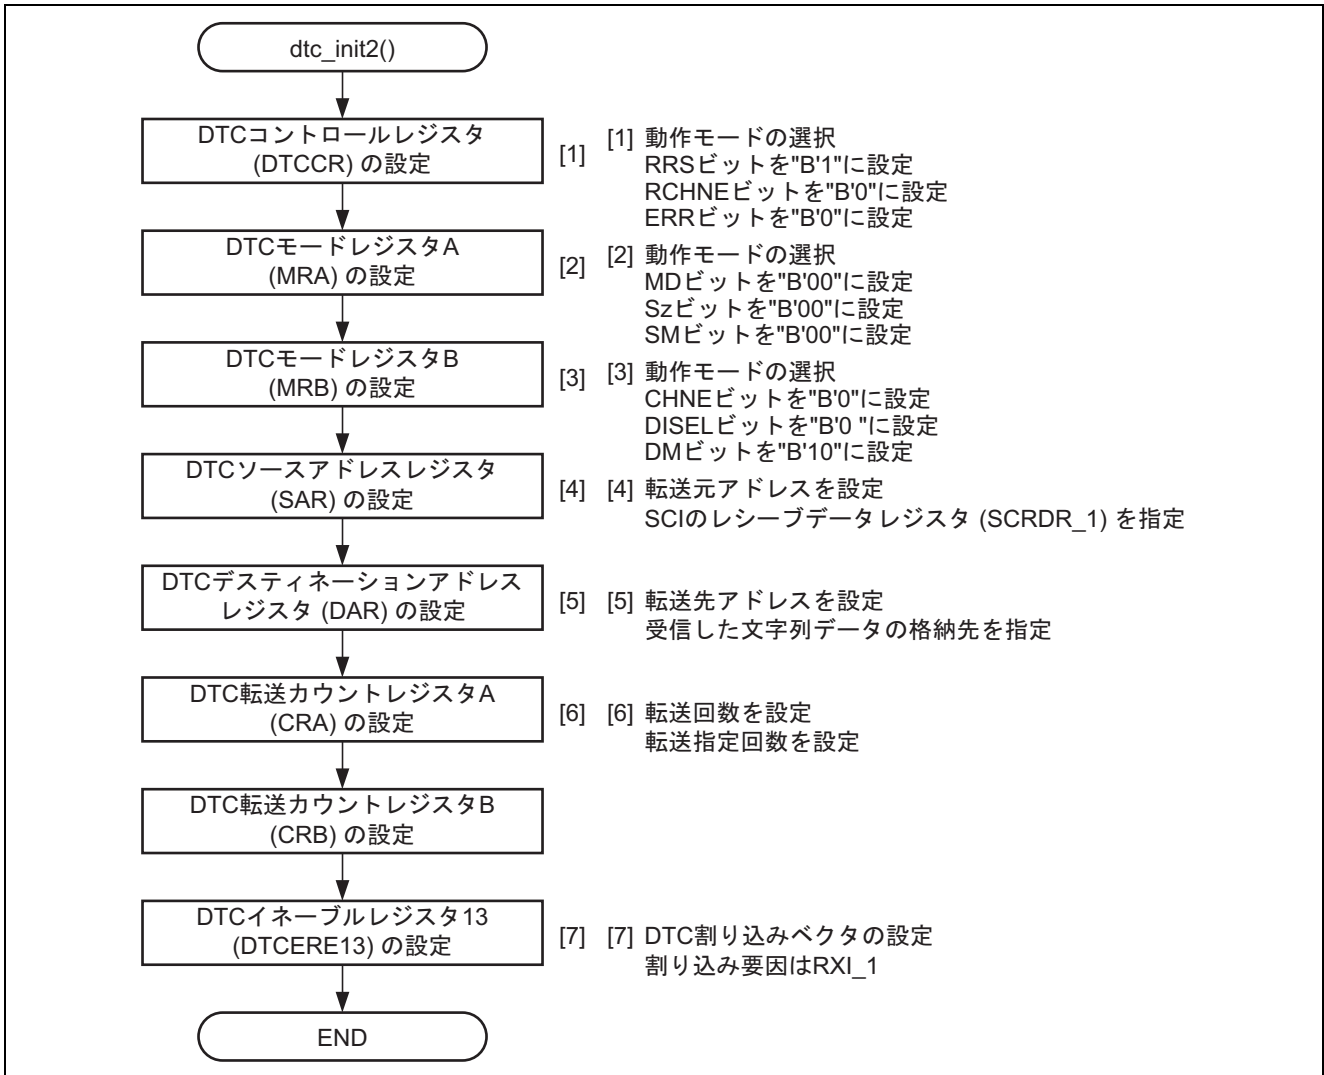 dtc_init2()
DTCコントロールレジスタ
(DTCCR) の設定
[1]
[1] 動作モードの選択
RRSビットを"B'1"に設定
RCHNEビットを"B'0"に設定
ERRビットを"B'0"に設定
DTCモードレジスタA
(MRA) の設定
[2]
[2] 動作モードの選択
MDビットを"B'00"に設定
Szビットを"B'00"に設定
SMビットを"B'00"に設定
DTCモードレジスタB
(MRB) の設定
[3]
[3] 動作モードの選択
CHNEビットを"B'0"に設定
DISELビットを"B'0 "に設定
DMビットを"B'10"に設定
DTCソースアドレスレジスタ
(SAR) の設定
[4]
[4] 転送元アドレスを設定
SCIのレシーブデータレジスタ (SCRDR_1) を指定
DTCデスティネーションアドレス
レジスタ (DAR) の設定
[5]
[5] 転送先アドレスを設定
受信した文字列データの格納先を指定
DTC転送カウントレジスタA
(CRA) の設定
[6]
[6] 転送回数を設定
転送指定回数を設定
DTC転送カウントレジスタB
(CRB) の設定
DTCイネーブルレジスタ13
(DTCERE13) の設定
[7]
[7] DTC割り込みベクタの設定
割り込み要因はRXI_1
END